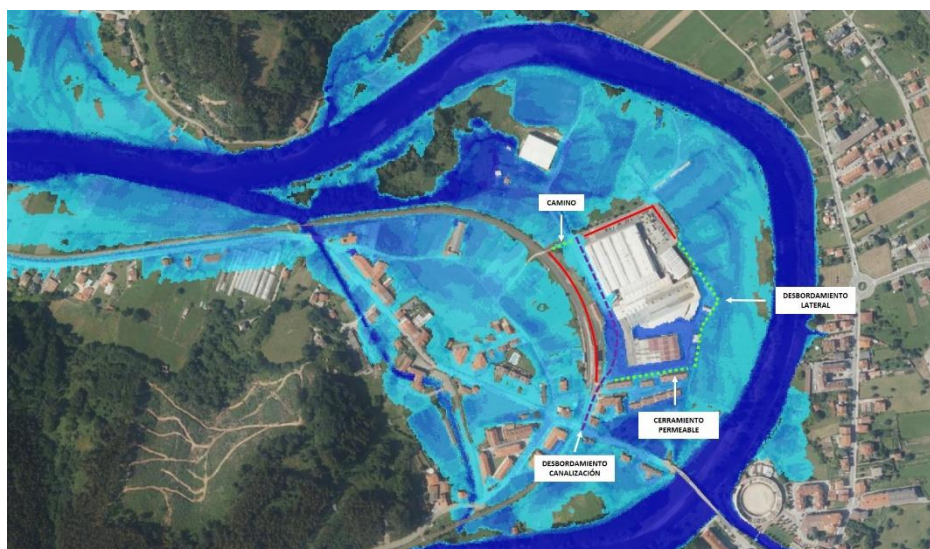 CAMINO
DESBORDAMIENTO
LATERAL
CERRAMIENTO
PERMEABLE
DESBORDAMIENTO
CANALIZACIÓN